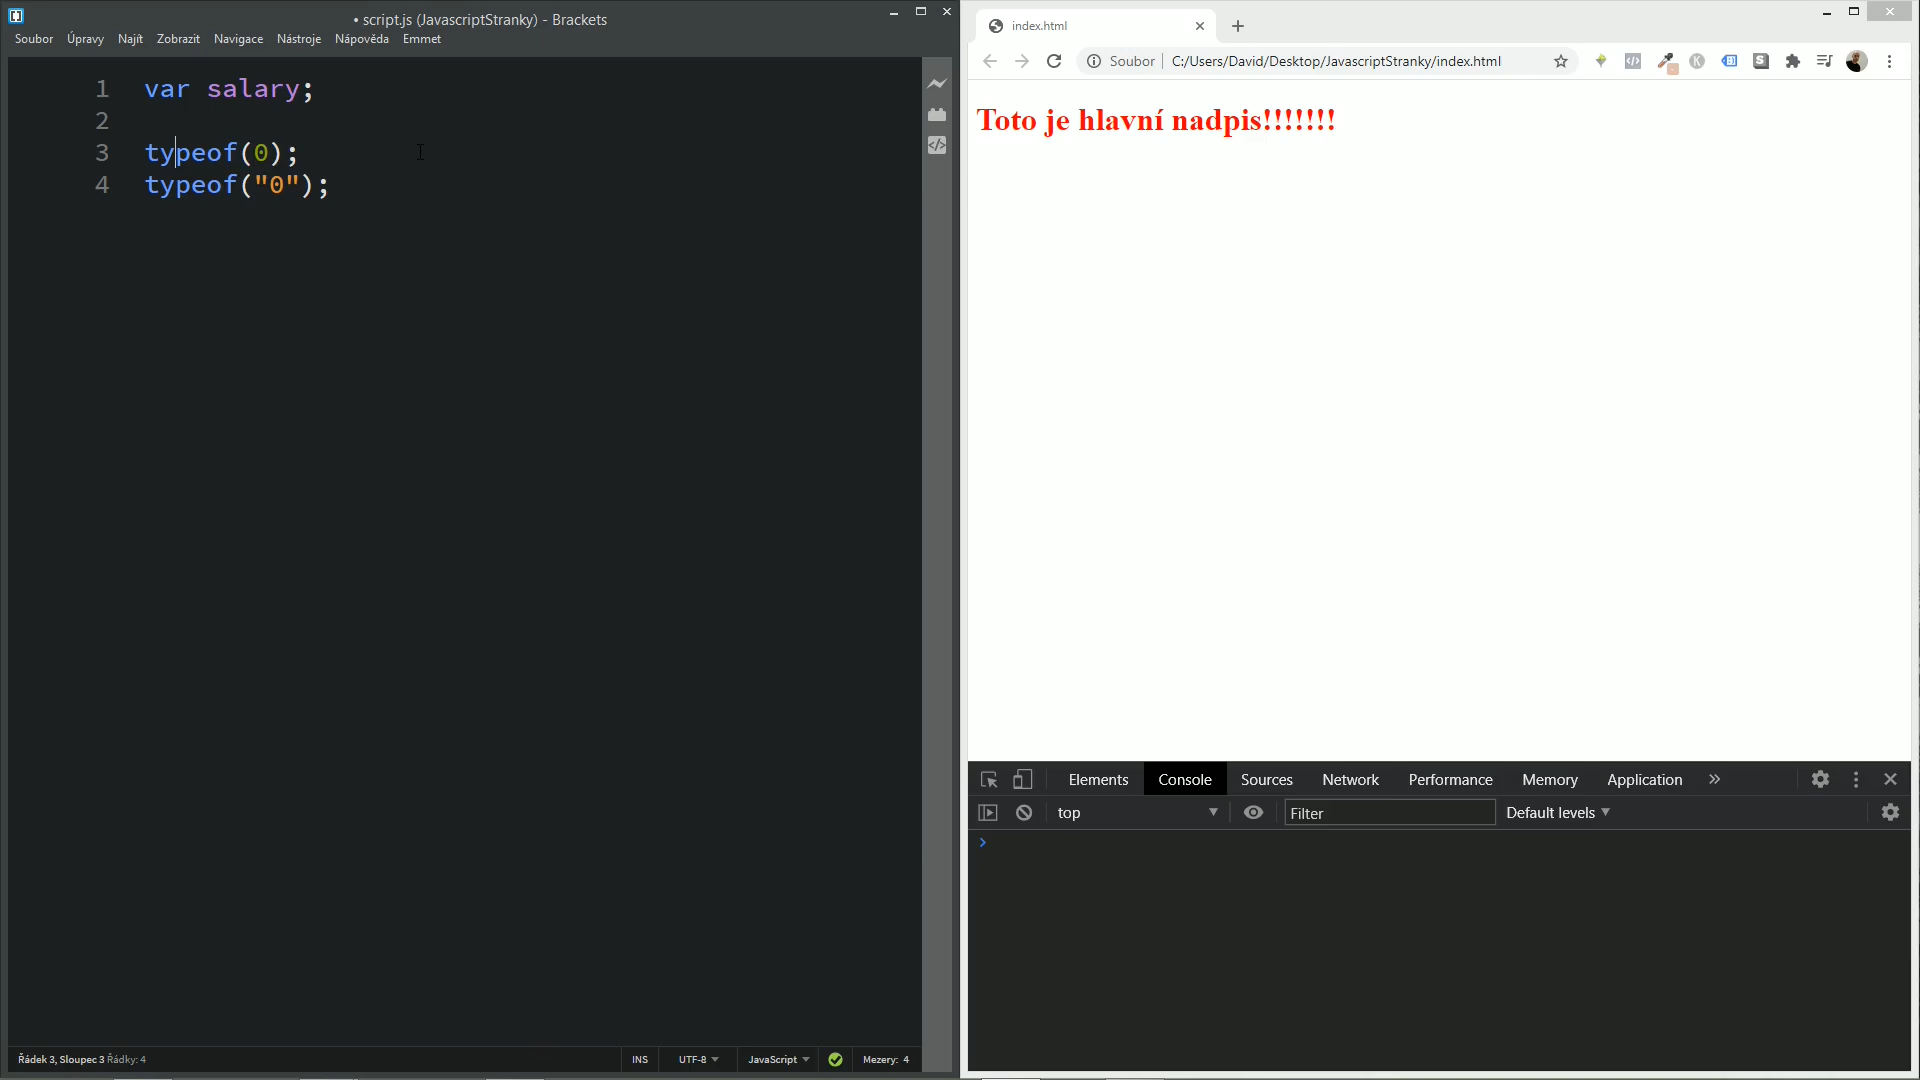 • script.js (JavascriptStranky) - Brackets
Soubor Úpravy Najít Zobrazit Navigace Nástroje Nápověda Emmet
1 var salary;
2
3 typeof(0);
4 typeof("0");
Řádek 3, Sloupec 3 Řádky: 4
INS UTF-8 JavaScript Mezery: 4
index.html
Soubor C:/Users/David/Desktop/JavascriptStranky/index.html
Toto je hlavní nadpis!!!!!!!
Elements Console Sources Network Performance Memory Application »
top Filter Default levels
›